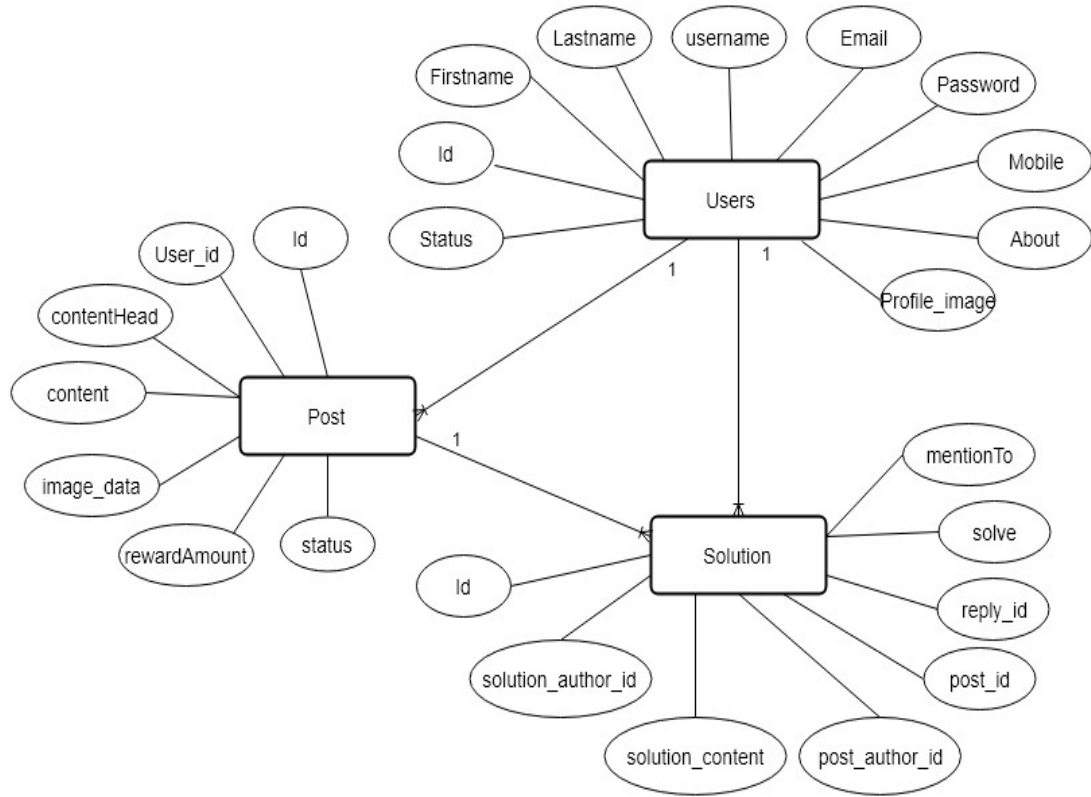 Lastname
username
Email
Firstname
Password
Id
Mobile
Users
Status
About
User_id
Id
1
1
Profile_image
contentHead
content
Post
1
image_data
mentionTo
rewardAmount
status
solve
Solution
Id
reply_id
solution_author_id
post_id
solution_content
post_author_id